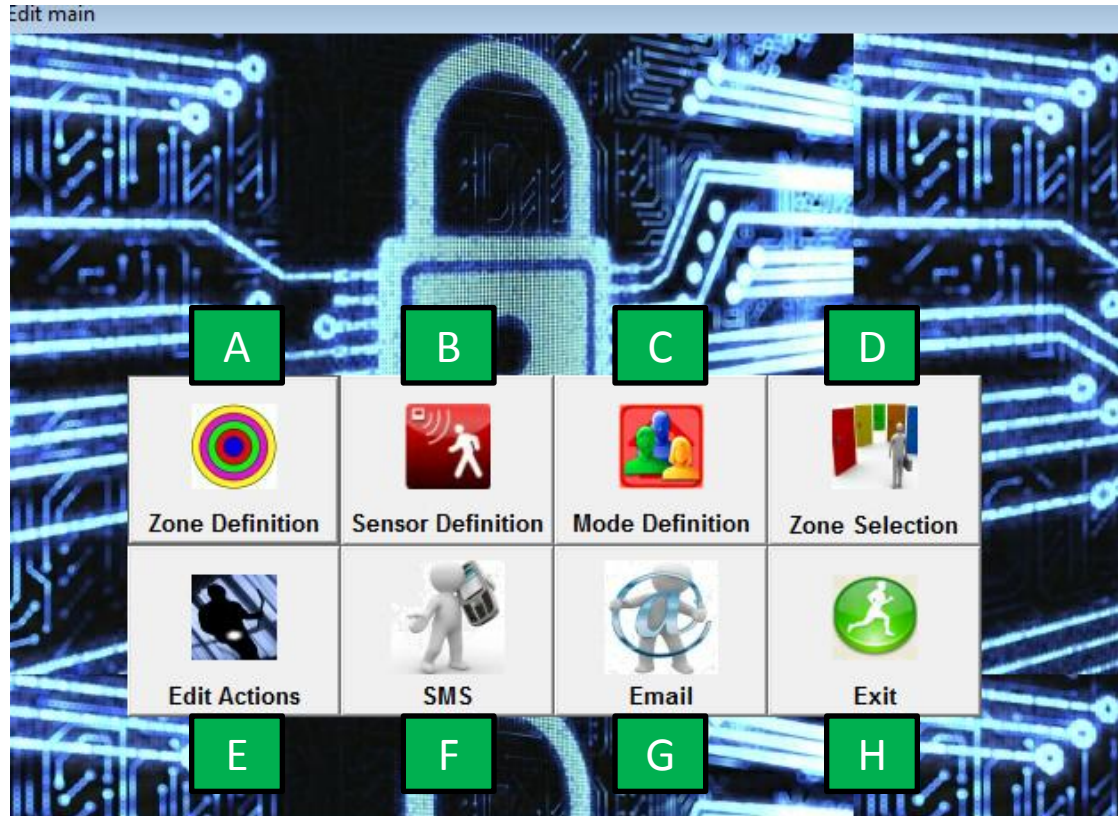 Edit main
A B C D
Zone Definition Sensor Definition Mode Definition Zone Selection
Edit Actions SMS Email Exit
E F G H